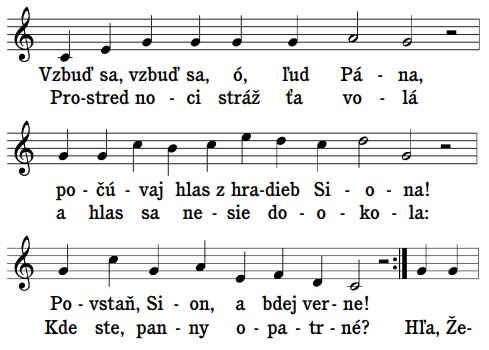 Vzbuď sa, vzbuď sa, ó, ľud Pá - na,
Pro-stred no - ci stráž ťa vo - lá
po - čú - vaj hlas z hra-dieb Si - o - na!
a hlas sa ne - sie do - o - ko - la:
Po - vstaň, Si - on, a bdej ver - ne!
Kde ste, pan - ny o - pa - tr - né? Hľa, Že-